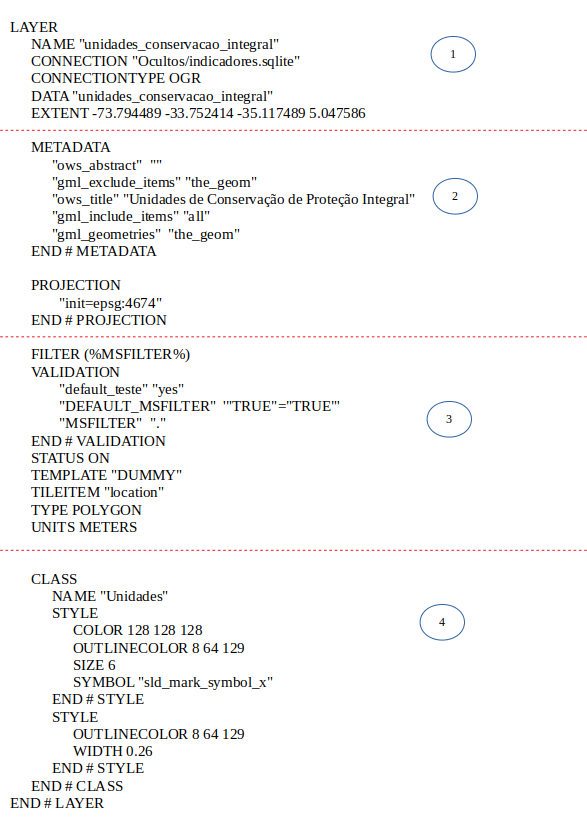 LAYER
NAME "unidades_conservacao_integral"
CONNECTION "Ocultos/indicadores.sqlite"
CONNECTIONTYPE OGR
DATA "unidades_conservacao_integral"
EXTENT -73.794489 -33.752414 -35.117489 5.047586
1
METADATA
"ows_abstract"  ""
"gml_exclude_items" "the_geom"
"ows_title" "Unidades de Conservação de Proteção Integral"
"gml_include_items" "all"
"gml_geometries"  "the_geom"
END # METADATA
2
PROJECTION
"init=epsg:4674"
END # PROJECTION
FILTER (%MSFILTER%)
VALIDATION
"default_teste" "yes"
"DEFAULT_MSFILTER"  '"TRUE"="TRUE"'
"MSFILTER"  "."
END # VALIDATION
STATUS ON
TEMPLATE "DUMMY"
TILEITEM "location"
TYPE POLYGON
UNITS METERS
3
CLASS
NAME "Unidades"
STYLE
COLOR 128 128 128
OUTLINECOLOR 8 64 129
SIZE 6
SYMBOL "sld_mark_symbol_x"
END # STYLE
STYLE
OUTLINECOLOR 8 64 129
WIDTH 0.26
END # STYLE
END # CLASS
END # LAYER
4